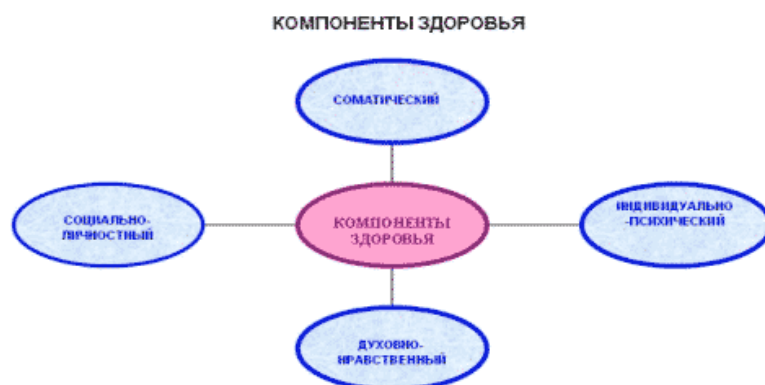 КОМПОНЕНТЫ ЗДОРОВЬЯ
СОМАТИЧЕСКИЙ
СОЦИАЛЬНО-
ЛИЧНОСТНЫЙ
КОМПОНЕНТЫ
ЗДОРОВЬЯ
ИНДИВИДУАЛЬНО
-ПСИХИЧЕСКИЙ
ДУХОВНО-
НРАВСТВЕННЫЙ